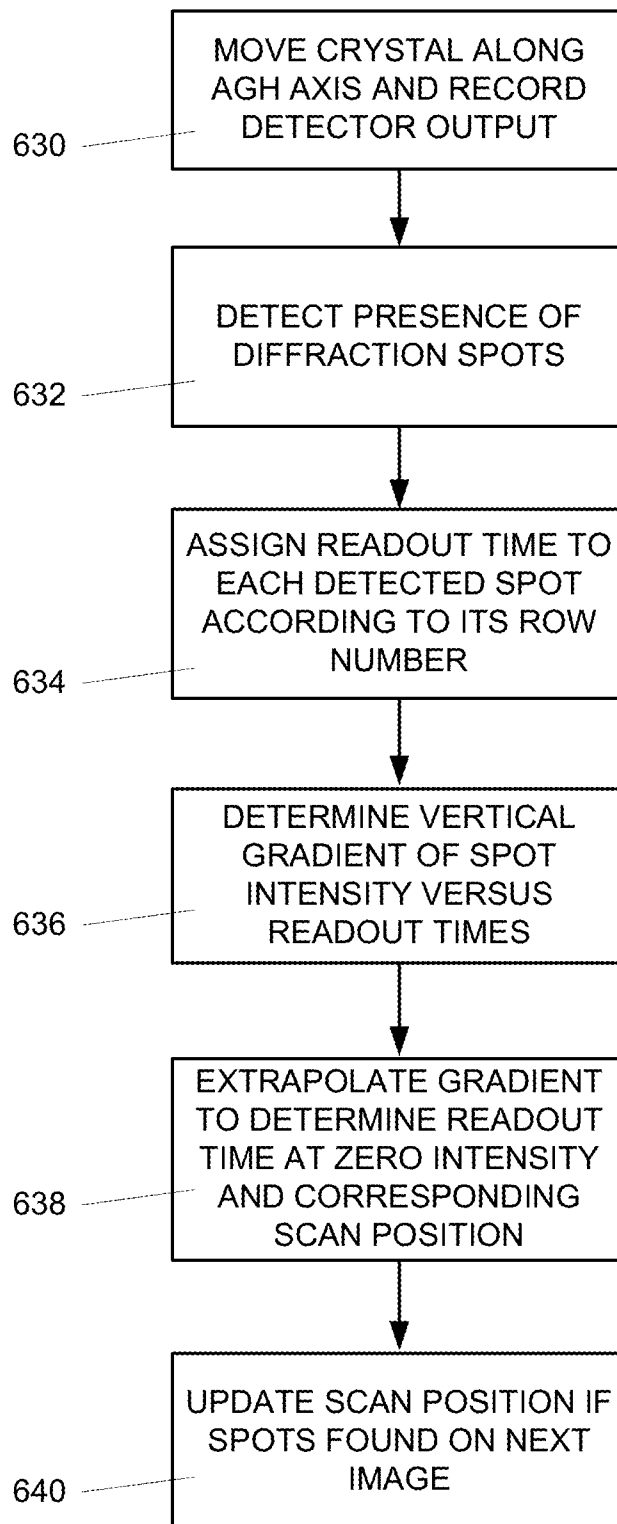 MOVE CRYSTAL ALONG
AGH AXIS AND RECORD
DETECTOR OUTPUT
630
DETECT PRESENCE OF
DIFFRACTION SPOTS
632
ASSIGN READOUT TIME TO
EACH DETECTED SPOT
ACCORDING TO ITS ROW
NUMBER
634
DETERMINE VERTICAL
GRADIENT OF SPOT
INTENSITY VERSUS
READOUT TIMES
636
EXTRAPOLATE GRADIENT
TO DETERMINE READOUT
TIME AT ZERO INTENSITY
AND CORRESPONDING
SCAN POSITION
638
UPDATE SCAN POSITION IF
SPOTS FOUND ON NEXT
IMAGE
640